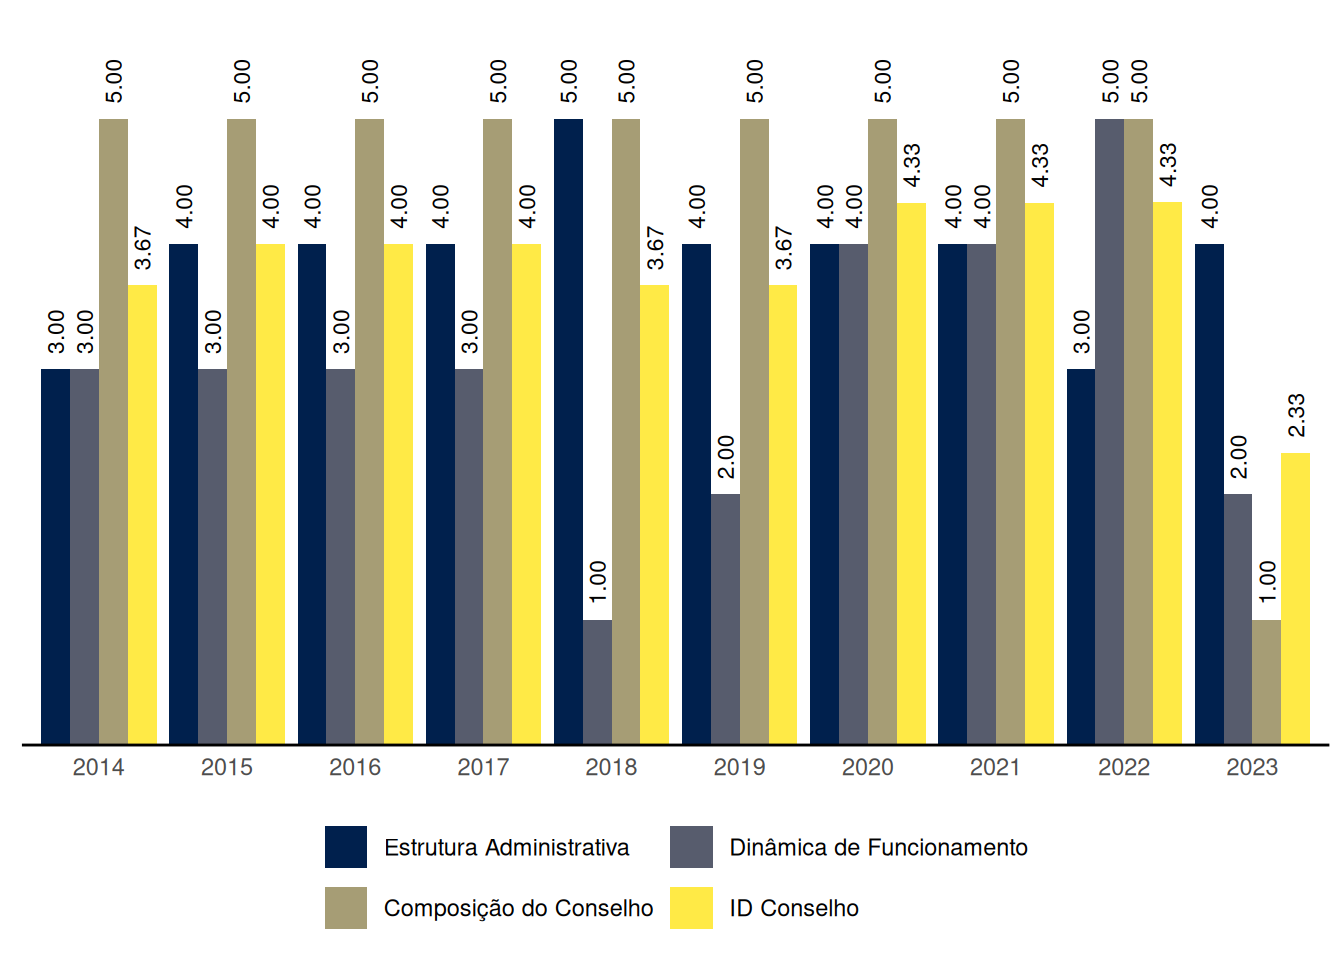 3.00 3.00 5.00 3.67
4.00 3.00 5.00 4.00
4.00 3.00 5.00 4.00
4.00 3.00 5.00 4.00
5.00 1.00 5.00 3.67
4.00 2.00 5.00 3.67
4.00 4.00 5.00 4.33
4.00 4.00 5.00 4.33
3.00 5.00 5.00 4.33
4.00 2.00 1.00 2.33
2014 2015 2016 2017 2018 2019 2020 2021 2022 2023
Estrutura Administrativa Dinâmica de Funcionamento
Composição do Conselho ID Conselho